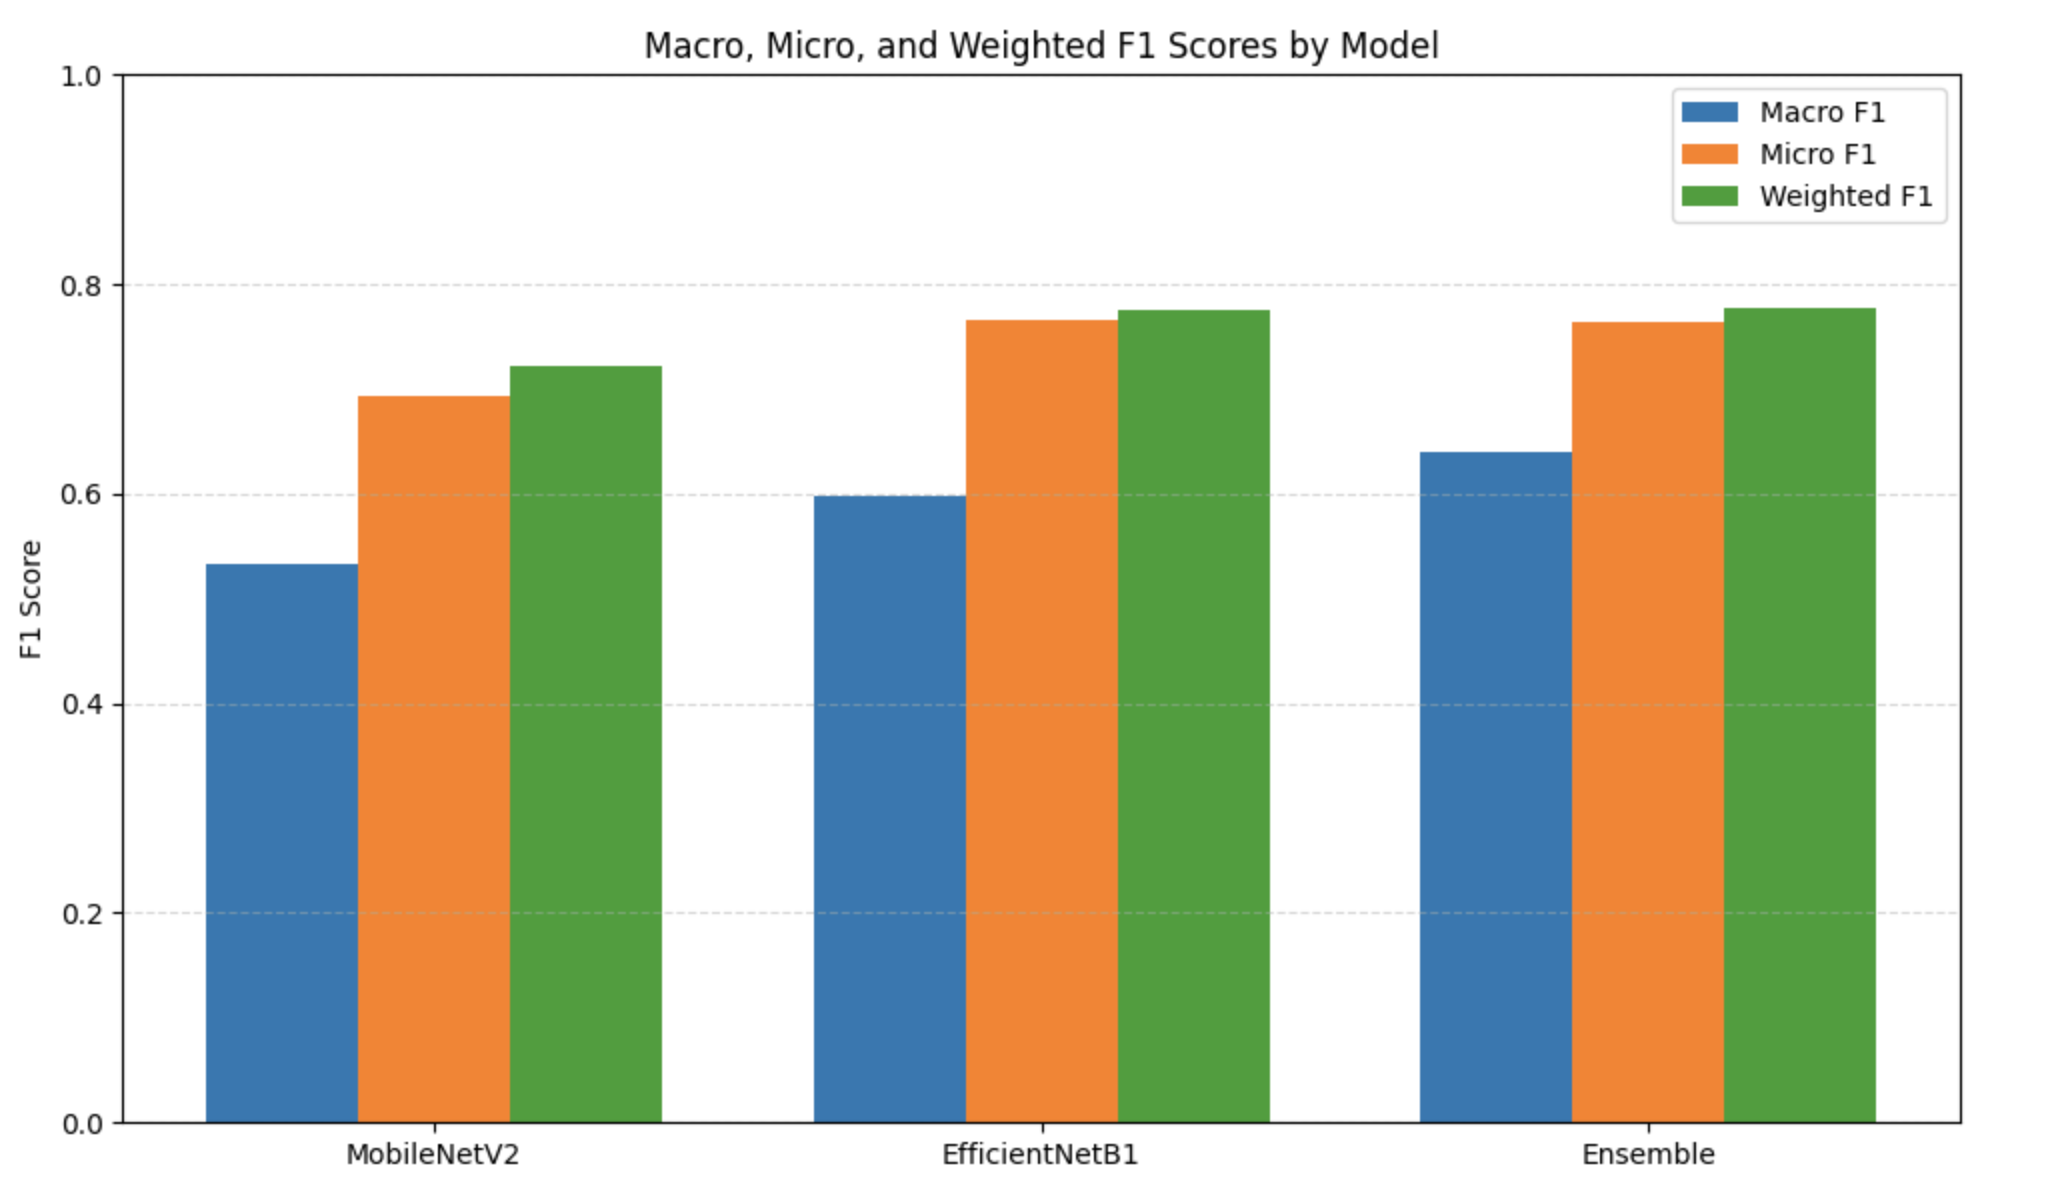 Macro, Micro, and Weighted F1 Scores by Model
Macro F1
Micro F1
Weighted F1
F1 Score
1.0
0.8
0.6
0.4
0.2
0.0
MobileNetV2
EfficientNetB1
Ensemble